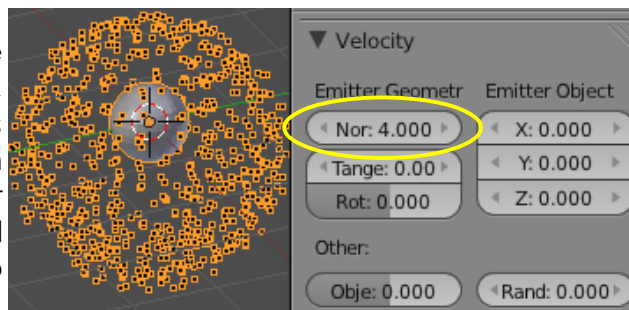 Velocity
Emitter Geometr Emitter Object
Nor: 4.000 X: 0.000
Tange: 0.00 Y: 0.000
Rot: 0.000 Z: 0.000
Other:
Obje: 0.000 Rand: 0.000